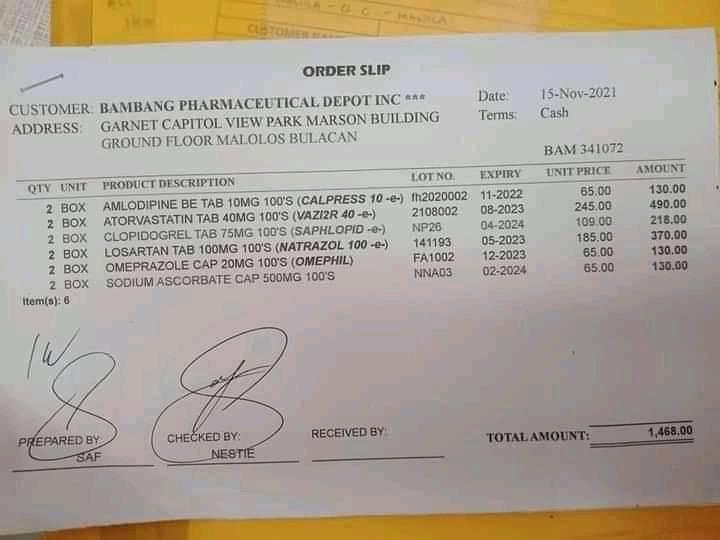 ORDER SLIP
CUSTOMER: BAMBANG PHARMACEUTICAL DEPOT INC *** Date: 15-Nov-2021
ADDRESS: GARNET CAPITOL VIEW PARK MARSON BUILDING Terms: Cash
GROUND FLOOR MALOLOS BULACAN
BAM 341072
QTY UNIT PRODUCT DESCRIPTION LOT NO. EXPIRY UNIT PRICE AMOUNT
2 BOX AMLODIPINE BE TAB 10MG 100'S (CALPRESS 10 -e-) fh2020002 11-2022 65.00 130.00
2 BOX ATORVASTATIN TAB 40MG 100'S (VAZI2R 40 -e-) 2108002 08-2023 245.00 490.00
2 BOX CLOPIDOGREL TAB 75MG 100'S (SAPHLOPID -e-) NP26 04-2024 109.00 218.00
2 BOX LOSARTAN TAB 100MG 100'S (NATRAZOL 100 -e-) 141193 05-2023 185.00 370.00
2 BOX OMEPRAZOLE CAP 20MG 100'S (OMEPHIL) FA1002 12-2023 65.00 130.00
2 BOX SODIUM ASCORBATE CAP 500MG 100'S NNA03 02-2024 65.00 130.00
Item(s): 6
PREPARED BY CHECKED BY: RECEIVED BY: TOTAL AMOUNT: 1,468.00
SAF NESTIE